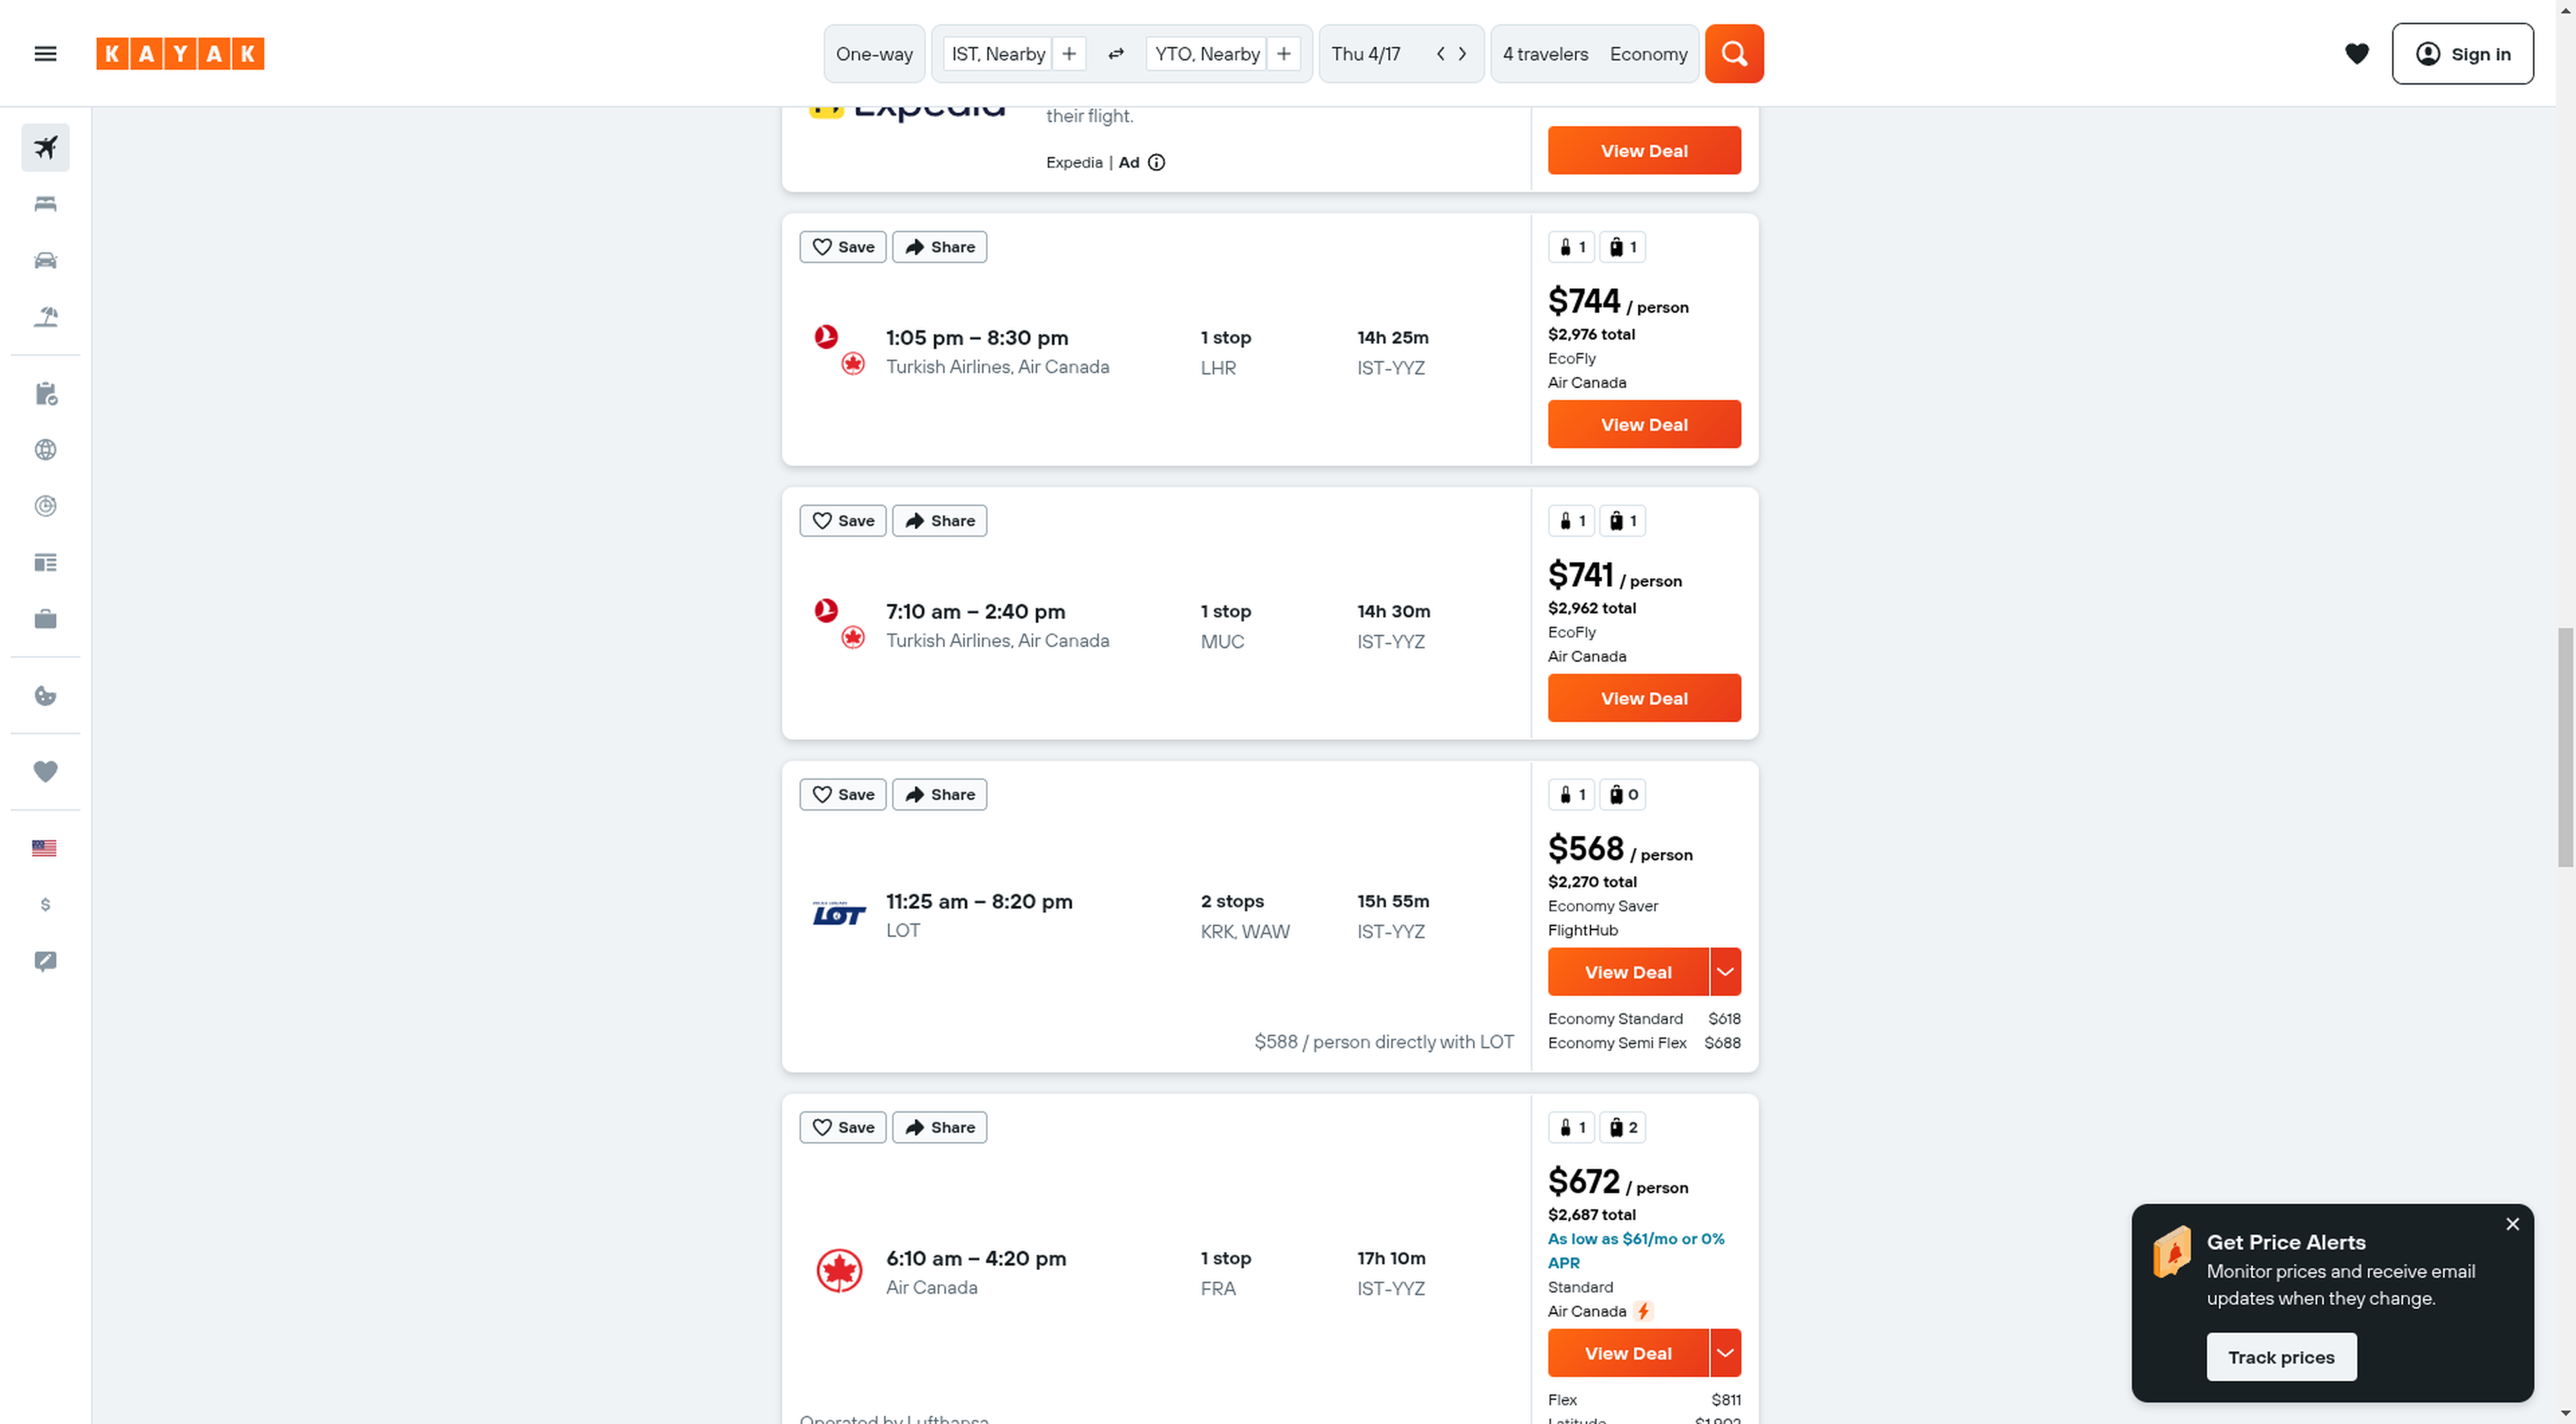 KAYAK
One-way
IST, Nearby
YTO, Nearby
Thu 4/17
4 travelers Economy
Sign in
Expedia
their flight.
Expedia | Ad
View Deal
Save Share
1 1
1:05 pm – 8:30 pm
Turkish Airlines, Air Canada
1 stop
LHR
14h 25m
IST-YYZ
$744 / person
$2,976 total
EcoFly
Air Canada
View Deal
Save Share
1 1
7:10 am – 2:40 pm
Turkish Airlines, Air Canada
1 stop
MUC
14h 30m
IST-YYZ
$741 / person
$2,962 total
EcoFly
Air Canada
View Deal
Save Share
1 0
LOT
11:25 am – 8:20 pm
LOT
2 stops
KRK, WAW
15h 55m
IST-YYZ
$588 / person directly with LOT
$568 / person
$2,270 total
Economy Saver
FlightHub
View Deal
Economy Standard $618
Economy Semi Flex $688
Save Share
1 2
6:10 am – 4:20 pm
Air Canada
1 stop
FRA
17h 10m
IST-YYZ
Operated by Lufthansa
$672 / person
$2,687 total
As low as $61/mo or 0%
APR
Standard
Air Canada
View Deal
Flex $811
Latitude $1,902
$
Get Price Alerts
Monitor prices and receive email
updates when they change.
Track prices